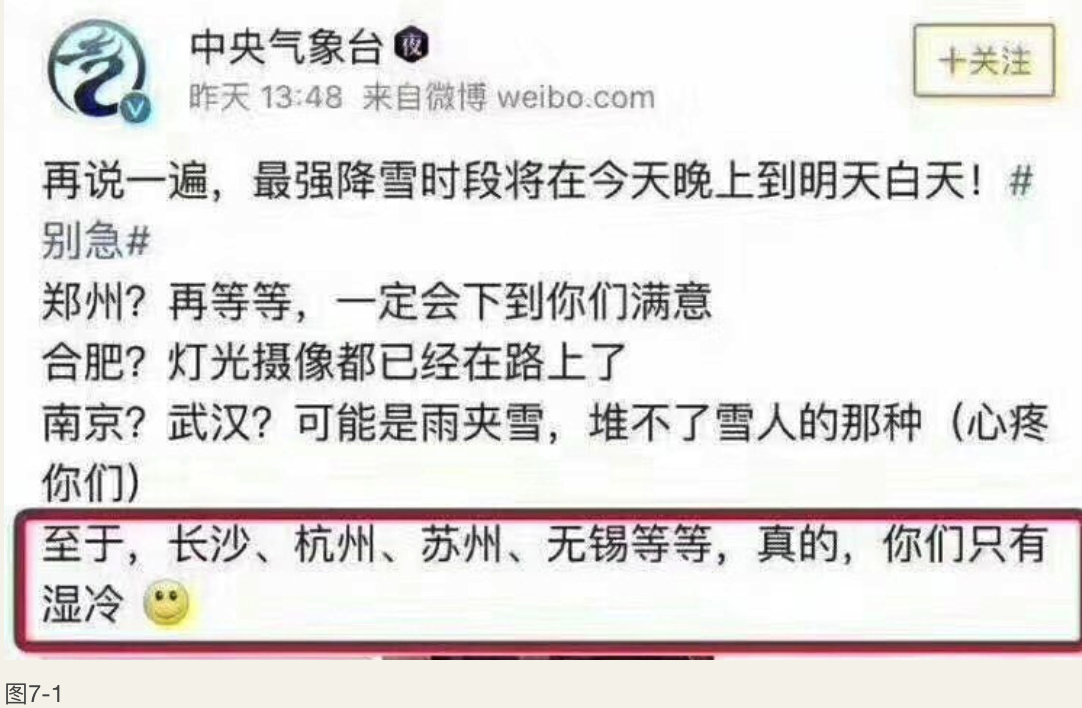 中央气象台 夜
昨天 13:48 来自微博 weibo.com
+关注
再说一遍，最强降雪时段将在今天晚上到明天白天！#
别急#
郑州？再等等，一定会下到你们满意
合肥？灯光摄像都已经在路上了
南京？武汉？可能是雨夹雪，堆不了雪人的那种（心疼
你们）
至于，长沙、杭州、苏州、无锡等等，真的，你们只有
湿冷
图7-1